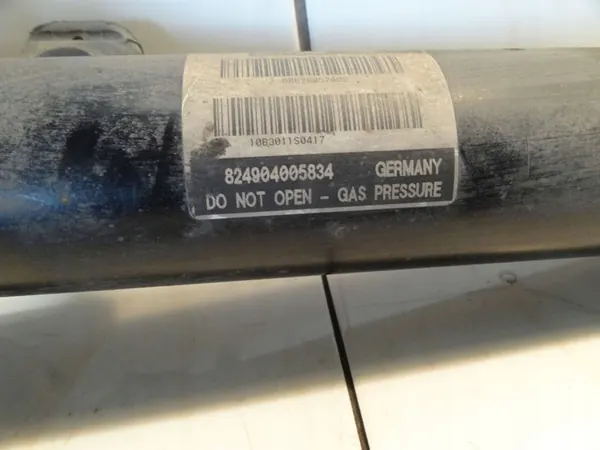 10B3011S0417
824904005834 GERMANY
DO NOT OPEN - GAS PRESSURE